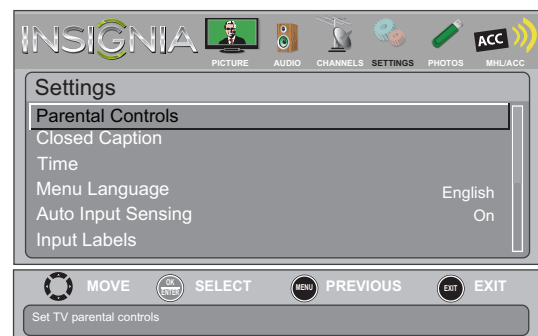 INSIGNIA
PICTURE AUDIO CHANNELS SETTINGS PHOTOS MHL/ACC
ACC
Settings
Parental Controls
Closed Caption
Time
Menu Language English
Auto Input Sensing On
Input Labels
MOVE OK ENTER SELECT MENU PREVIOUS EXIT EXIT
Set TV parental controls